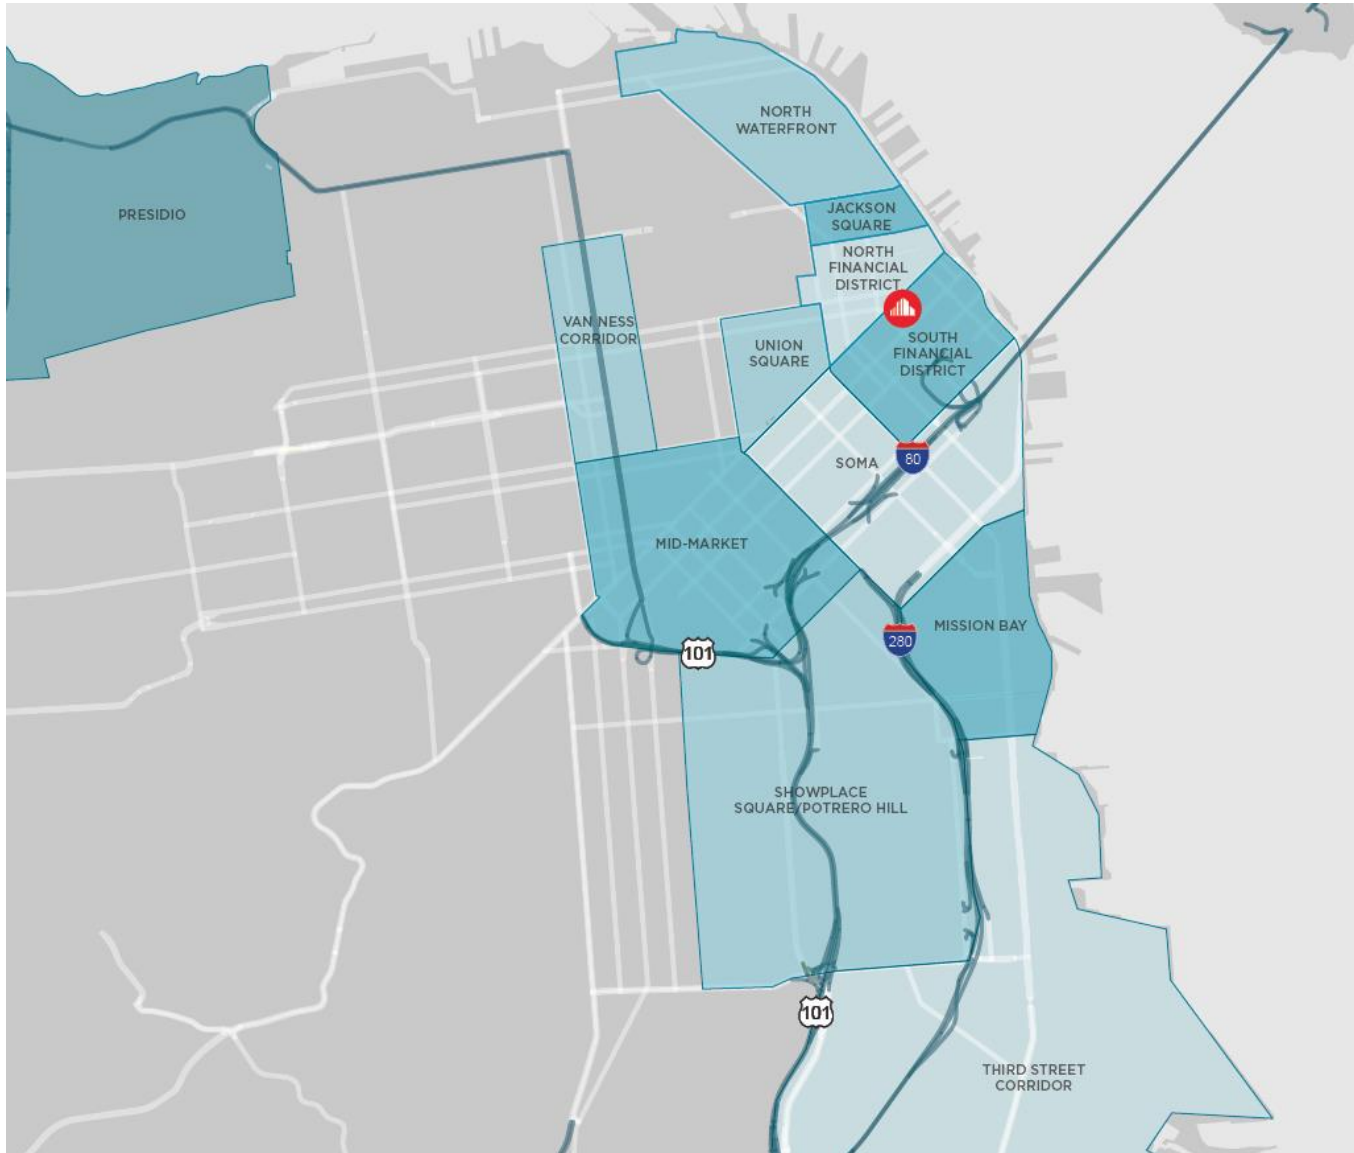 NORTH
WATERFRONT
PRESIDIO
JACKSON
SQUARE
NORTH
FINANCIAL
DISTRICT
VAN NESS
CORRIDOR
UNION
SQUARE
SOUTH
FINANCIAL
DISTRICT
SOMA
80
MID-MARKET
MISSION BAY
280
101
SHOWPLACE
SQUARE/POTRERO HILL
101
THIRD STREET
CORRIDOR